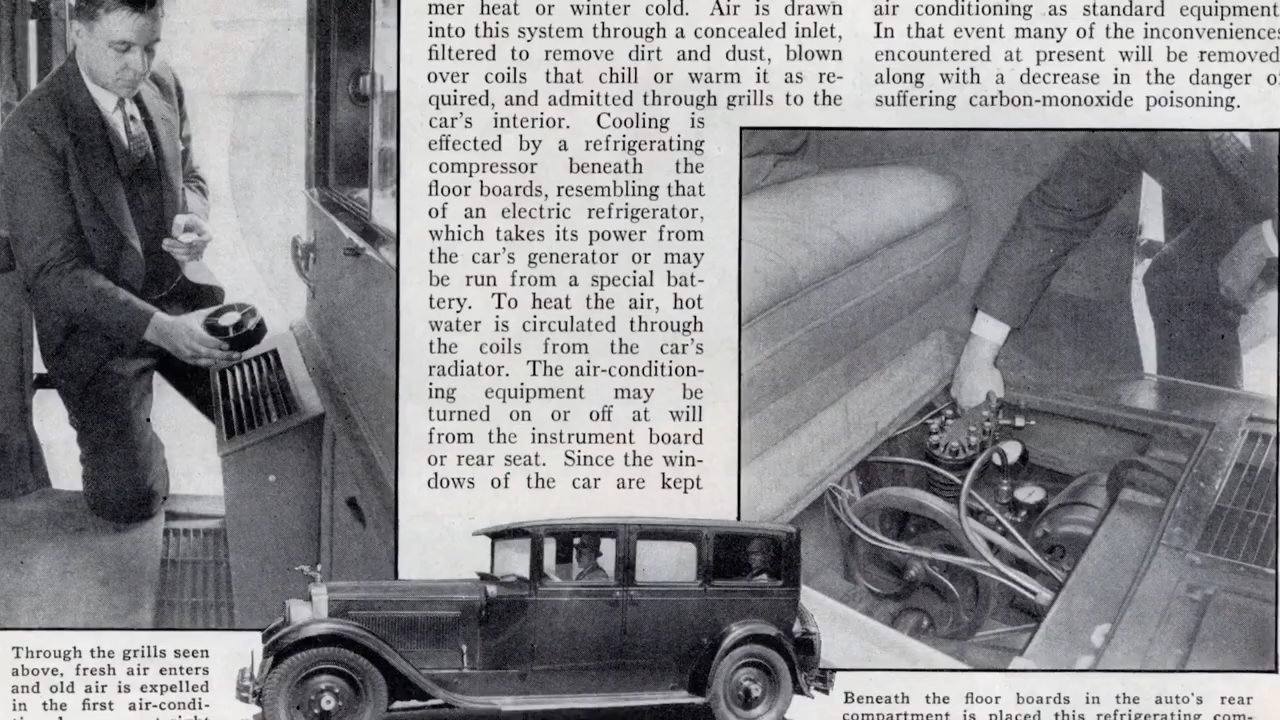 mer heat or winter cold. Air is drawn
into this system through a concealed inlet,
filtered to remove dirt and dust, blown
over coils that chill or warm it as re-
quired, and admitted through grills to the
car's interior. Cooling is
effected by a refrigerating
compressor beneath the
floor boards, resembling that
of an electric refrigerator,
which takes its power from
the car's generator or may
be run from a special bat-
tery. To heat the air, hot
water is circulated through
the coils from the car's
radiator. The air-condition-
ing equipment may be
turned on or off at will
from the instrument board
or rear seat. Since the win-
dows of the car are kept
air conditioning as standard equipment
In that event many of the inconveniences
encountered at present will be removed
along with a decrease in the danger o
suffering carbon-monoxide poisoning.
Through the grills seen
above, fresh air enters
and old air is expelled
in the first air-condi-
Beneath the floor boards in the auto's rear
compartment is placed this refrigerating com-